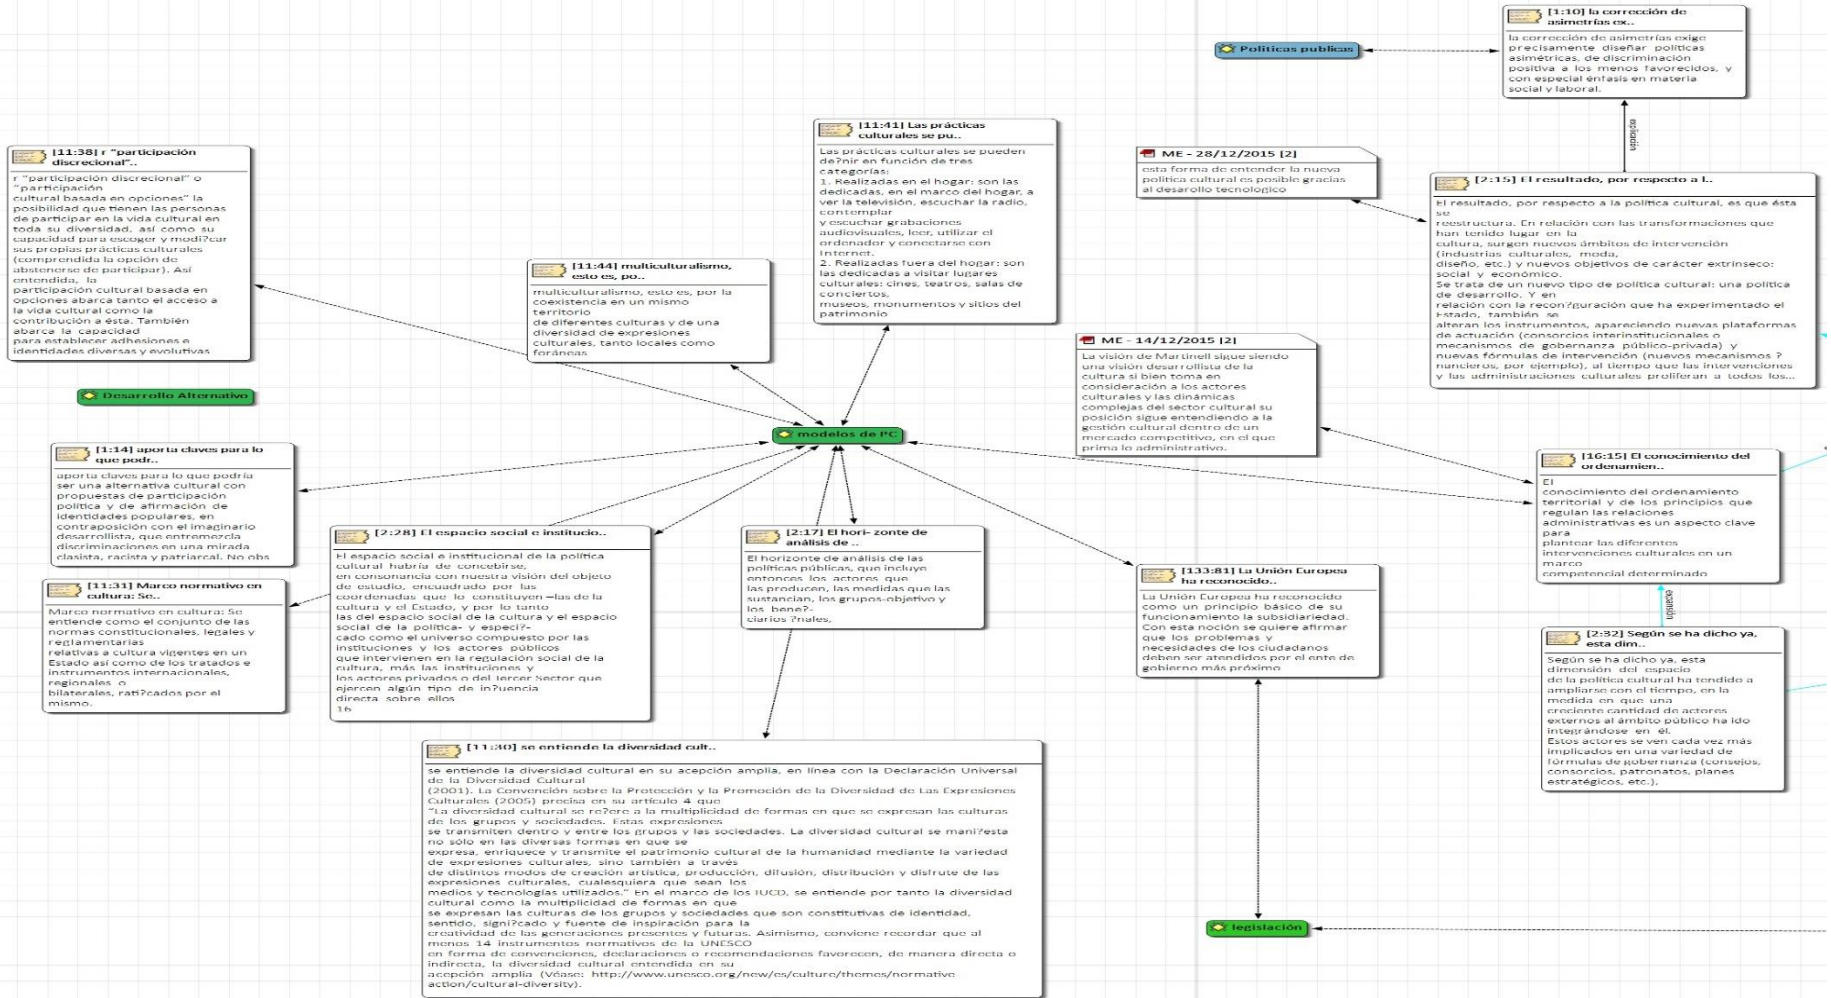 [1:10] la corrección de
asimetrías ex..
la corrección de asimetrías exige
precisamente diseñar políticas
asimétricas, de discriminación
positiva a los menos favorecidos, y
con especial énfasis en materia
social y laboral.
Politicas publicas
explicación
[11:38] r “participación
discrecional”..
r “participación discrecional” o
“participación
cultural basada en opciones” la
posibilidad que tienen las personas
de participar en la vida cultural en
toda su diversidad, así como su
capacidad para escoger y modi?car
sus propias prácticas culturales
(comprendida la opción de
abstenerse de participar). Así
entendida, la
participación cultural basada en
opciones abarca tanto el acceso a
la vida cultural como la
contribución a ésta. También
abarca la capacidad
para establecer adhesiones e
identidades diversas y evolutivas
[11:44] multiculturalismo,
esto es, po..
multiculturalismo, esto es, por la
coexistencia en un mismo
territorio
de diferentes culturas y de una
diversidad de expresiones
culturales, tanto locales como
foráneas
[11:41] Las prácticas
culturales se pu..
Las prácticas culturales se pueden
de?nir en función de tres
categorías:
1. Realizadas en el hogar: son las
dedicadas, en el marco del hogar, a
ver la televisión, escuchar la radio,
contemplar
y escuchar grabaciones
audiovisuales, leer, utilizar el
ordenador y conectarse con
Internet.
2. Realizadas fuera del hogar: son
las dedicadas a visitar lugares
culturales: cines, teatros, salas de
conciertos,
museos, monumentos y sitios del
patrimonio
ME - 28/12/2015 [2]
esta forma de entender la nueva
política cultural es posible gracias
al desarollo tecnologico
[2:15] El resultado, por respecto a l..
El resultado, por respecto a la política cultural, es que ésta
se
reestructura. En relación con las transformaciones que
han tenido lugar en la
cultura, surgen nuevos ámbitos de intervención
(industrias culturales, moda,
diseño, etc.) y nuevos objetivos de carácter extrínseco:
social y económico.
Se trata de un nuevo tipo de política cultural: una política
de desarrollo. Y en
relación con la recon?guración que ha experimentado el
Estado, también se
alteran los instrumentos, apareciendo nuevas plataformas
de actuación (consorcios interinstitucionales o
mecanismos de gobernanza público-privada) y
nuevas fórmulas de intervención (nuevos mecanismos ?
nancieros, por ejemplo), al tiempo que las intervenciones
y las administraciones culturales proliferan a todos los...
ME - 14/12/2015 [2]
La visión de Martinell sigue siendo
una visión desarrollista de la
cultura si bien toma en
consideración a los actores
culturales y las dinámicas
complejas del sector cultural su
posición sigue entendiendo a la
gestión cultural dentro de un
mercado competitivo, en el que
prima lo administrativo.
Desarrollo Alternativo
modelos de PC
[1:14] aporta claves para lo
que podr..
aporta claves para lo que podría
ser una alternativa cultural con
propuestas de participación
política y de afirmación de
identidades populares, en
contraposición con el imaginario
desarrollista, que entremezcla
discriminaciones en una mirada
clasista, racista y patriarcal. No obs
[16:15] El conocimiento del
ordenamien..
El
conocimiento del ordenamiento
territorial y de los principios que
regulan las relaciones
administrativas es un aspecto clave
para
plantear las diferentes
intervenciones culturales en un
marco
competencial determinado
expansión
[2:28] El espacio social e institucio..
El espacio social e institucional de la política
cultural habría de concebirse,
en consonancia con nuestra visión del objeto
de estudio, encuadrado por las
coordenadas que lo constituyen –las de la
cultura y el Estado, y por lo tanto
las del espacio social de la cultura y el espacio
social de la política– y especi?-
cado como el universo compuesto por las
instituciones y los actores públicos
que intervienen en la regulación social de la
cultura, más las instituciones y
los actores privados o del Tercer Sector que
ejercen algún tipo de in?uencia
directa sobre ellos
16
[2:17] El hori- zonte de
análisis de ..
El horizonte de análisis de las
políticas públicas, que incluye
entonces los actores que
las producen, las medidas que las
sustancian, los grupos-objetivo y
los bene?-
ciarios ?nales,
[133:81] La Unión Europea
ha reconocido..
La Unión Europea ha reconocido
como un principio básico de su
funcionamiento la subsidiariedad.
Con esta noción se quiere afirmar
que los problemas y
necesidades de los ciudadanos
deben ser atendidos por el ente de
gobierno más próximo
[11:31] Marco normativo en
cultura: Se..
Marco normativo en cultura: Se
entiende como el conjunto de las
normas constitucionales, legales y
reglamentarias
relativas a cultura vigentes en un
Estado así como de los tratados e
instrumentos internacionales,
regionales o
bilaterales, rati?cados por el
mismo.
[2:32] Según se ha dicho ya,
esta dim..
Según se ha dicho ya, esta
dimensión del espacio
de la política cultural ha tendido a
ampliarse con el tiempo, en la
medida en que una
creciente cantidad de actores
externos al ámbito público ha ido
integrándose en él.
Estos actores se ven cada vez más
implicados en una variedad de
fórmulas de gobernanza (consejos,
consorcios, patronatos, planes
estratégicos, etc.),
[11:30] se entiende la diversidad cult..
se entiende la diversidad cultural en su acepción amplia, en línea con la Declaración Universal
de la Diversidad Cultural
(2001). La Convención sobre la Protección y la Promoción de la Diversidad de Las Expresiones
Culturales (2005) precisa en su artículo 4 que
“La diversidad cultural se re?ere a la multiplicidad de formas en que se expresan las culturas
de los grupos y sociedades. Estas expresiones
se transmiten dentro y entre los grupos y las sociedades. La diversidad cultural se mani?esta
no sólo en las diversas formas en que se
expresa, enriquece y transmite el patrimonio cultural de la humanidad mediante la variedad
de expresiones culturales, sino también a través
de distintos modos de creación artística, producción, difusión, distribución y disfrute de las
expresiones culturales, cualesquiera que sean los
medios y tecnologías utilizados.” En el marco de los IUCD, se entiende por tanto la diversidad
cultural como la multiplicidad de formas en que
se expresan las culturas de los grupos y sociedades que son constitutivas de identidad,
sentido, signi?cado y fuente de inspiración para la
creatividad de las generaciones presentes y futuras. Asimismo, conviene recordar que al
menos 14 instrumentos normativos de la UNESCO
en forma de convenciones, declaraciones o recomendaciones favorecen, de manera directa o
indirecta, la diversidad cultural entendida en su
acepción amplia (Véase: http://www.unesco.org/new/es/culture/themes/normative
action/cultural-diversity).
legislación